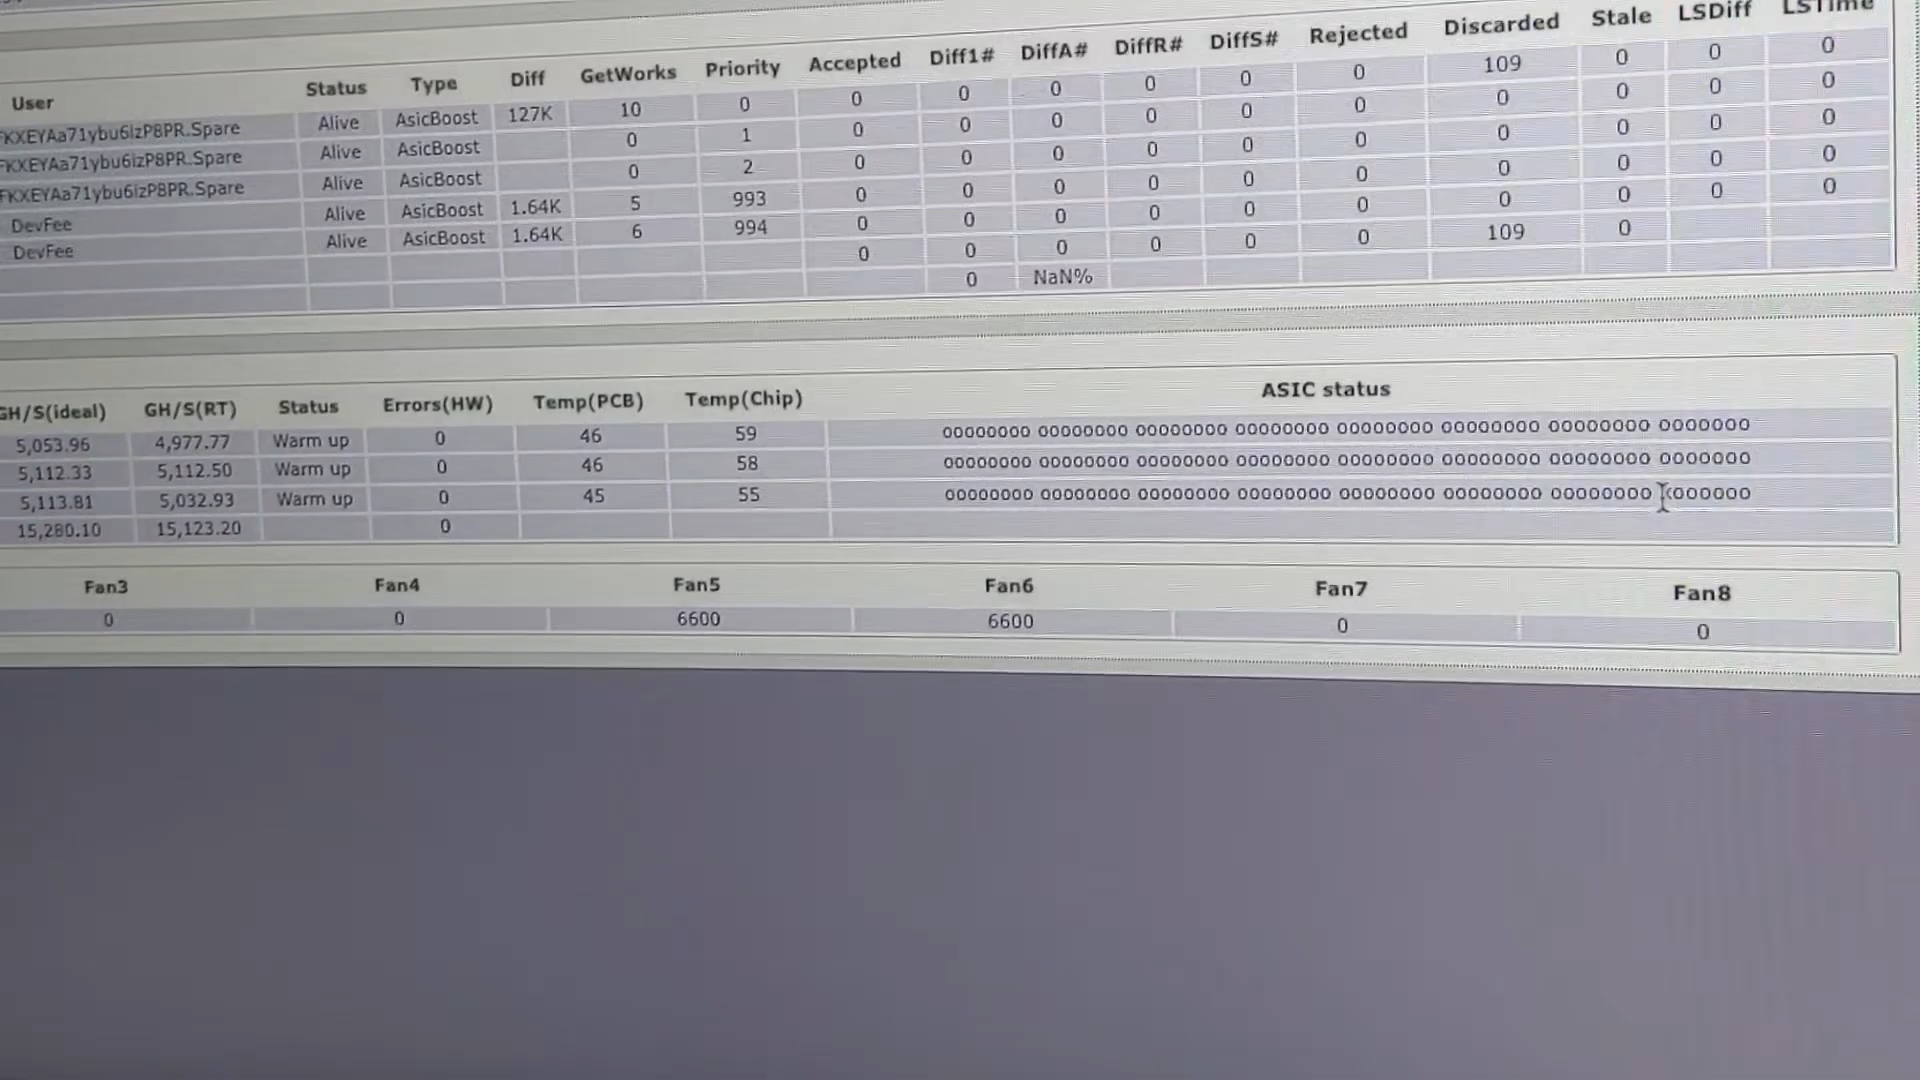 User Status Type Diff GetWorks Priority Accepted Diff1# DiffA# DiffR# DiffS# Rejected Discarded Stale LSDiff LSTime
KXEYAa71ybu6izP8PR.Spare Alive AsicBoost 127K 10 0 0 0 0 0 0 0 109 0 0 0
KXEYAa71ybu6izP8PR.Spare Alive AsicBoost 0 1 0 0 0 0 0 0 0 0 0 0
FKXEYAa71ybu6izP8PR.Spare Alive AsicBoost 0 2 0 0 0 0 0 0 0 0 0 0
DevFee Alive AsicBoost 1.64K 5 993 0 0 0 0 0 0 0 0 0 0
DevFee Alive AsicBoost 1.64K 6 994 0 0 0 0 0 0 0 0 0 0
0 0 0 0 0 0 109 0
0 NaN%
GH/S(ideal) GH/S(RT) Status Errors(HW) Temp(PCB) Temp(Chip) ASIC status
5,053.96 4,977.77 Warm up 0 46 59 oooooooo oooooooo oooooooo oooooooo oooooooo oooooooo oooooooo ooooooo
5,112.33 5,112.50 Warm up 0 46 58 oooooooo oooooooo oooooooo oooooooo oooooooo oooooooo oooooooo ooooooo
5,113.81 5,032.93 Warm up 0 45 55 oooooooo oooooooo oooooooo oooooooo oooooooo oooooooo oooooooo ooooooo
15,280.10 15,123.20 0
Fan3 Fan4 Fan5 Fan6 Fan7 Fan8
0 0 6600 6600 0 0